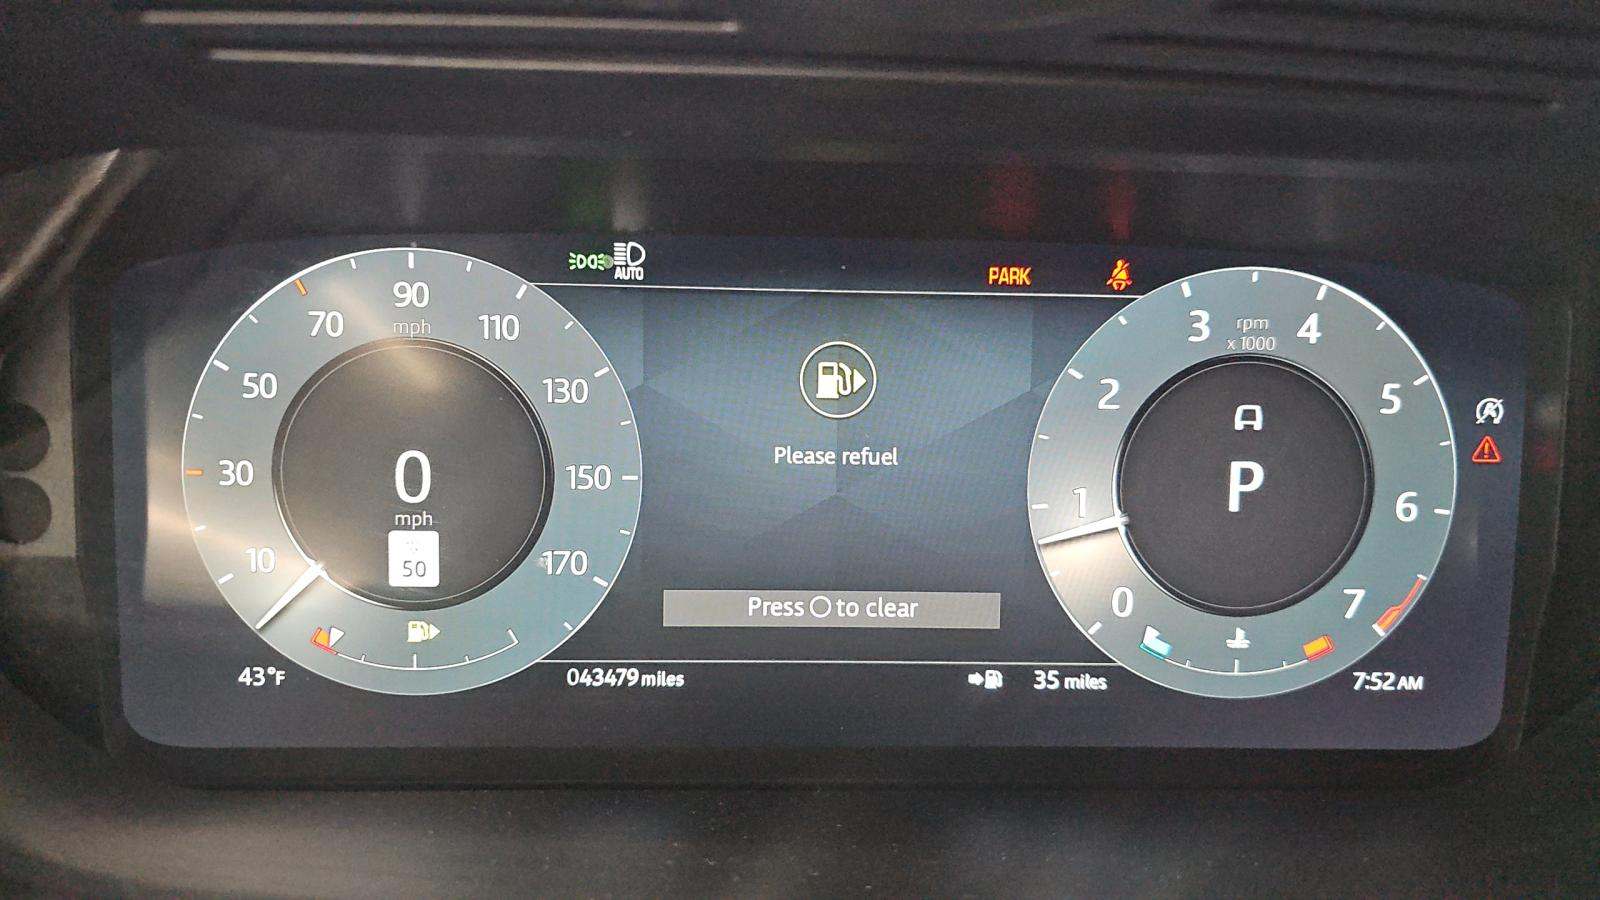 AUTO
PARK
90
mph
70
110
50
130
30
150
10
170
0
mph
50
Please refuel
Press O to clear
3
rpm
x 1000
4
2
5
1
6
0
7
P
43°F
043479 miles
35 miles
7:52 AM